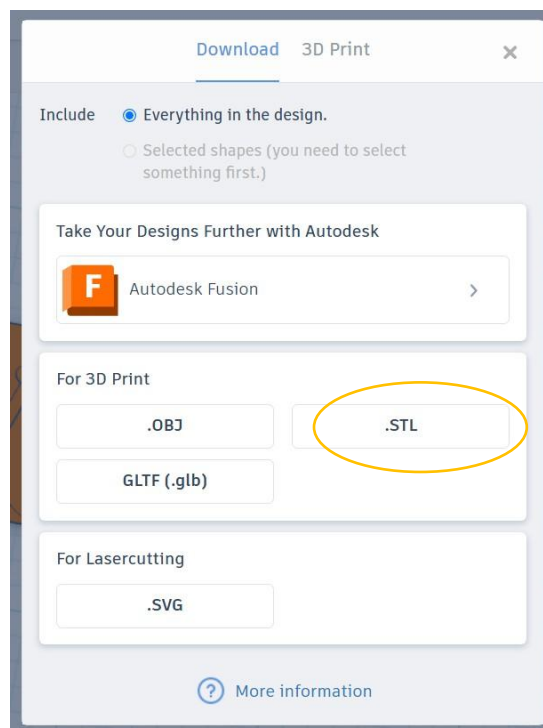 Download 3D Print
Include Everything in the design.
Selected shapes (you need to select
something first.)
Take Your Designs Further with Autodesk
F Autodesk Fusion
For 3D Print
.OBJ .STL
GLTF (.glb)
For Lasercutting
.SVG
? More information